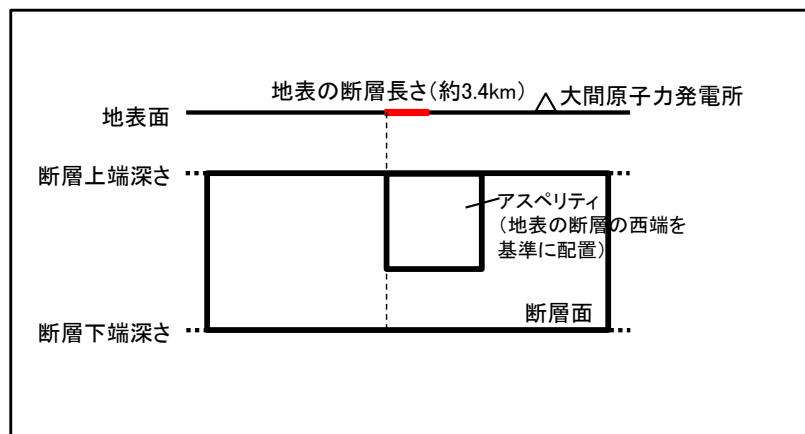 地表の断層長さ(約3.4km)
大間原子力発電所
地表面
断層上端深さ
アスペリティ
(地表の断層の西端を
基準に配置)
断層面
断層下端深さ